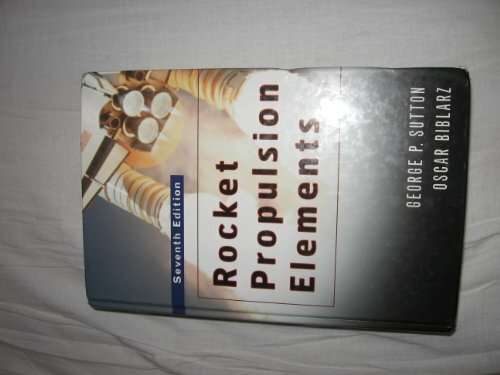 Seventh Edition
Rocket
Propulsion
Elements
GEORGE P. SUTTON
OSCAR BIBLARZ